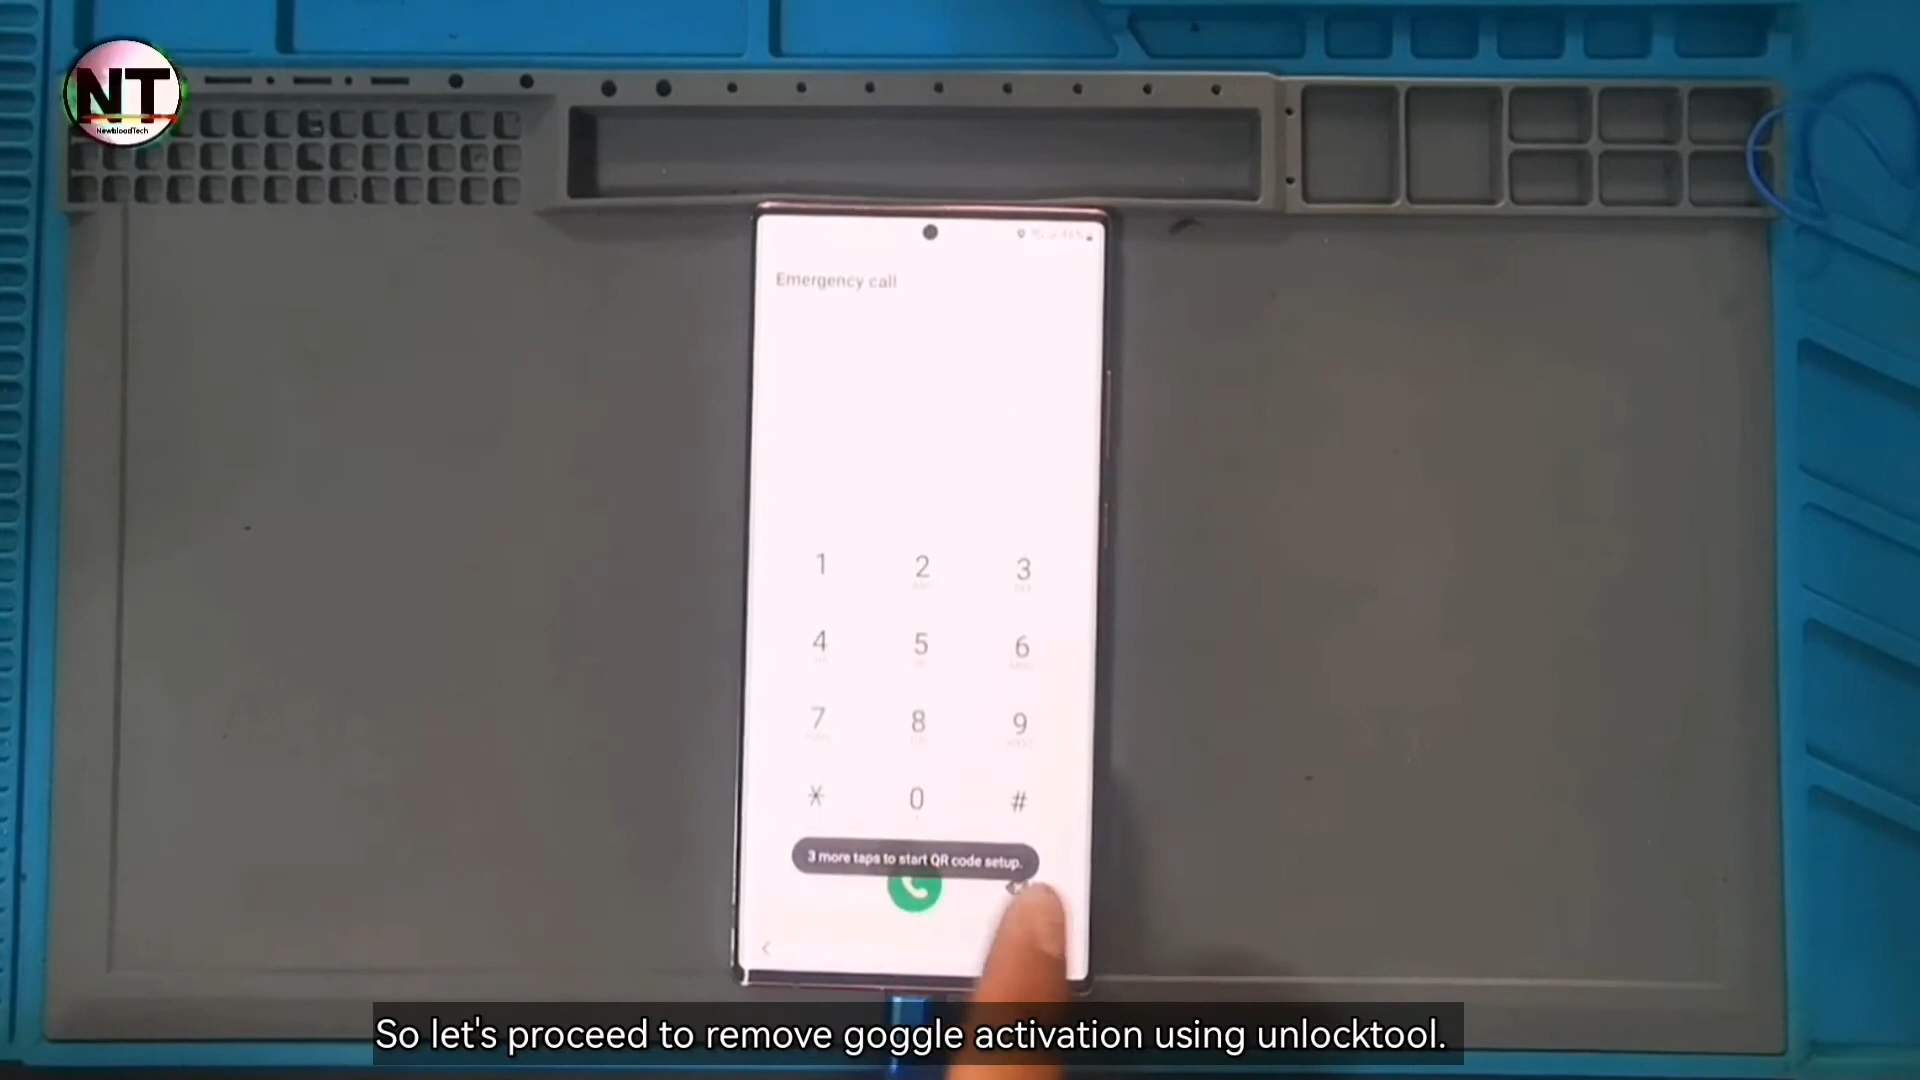 NT
NewbloodTech
Emergency call
1
2
3
4
5
6
7
8
9
*
0
#
3 more taps to start QR code setup.
So let's proceed to remove goggle activation using unlocktool.